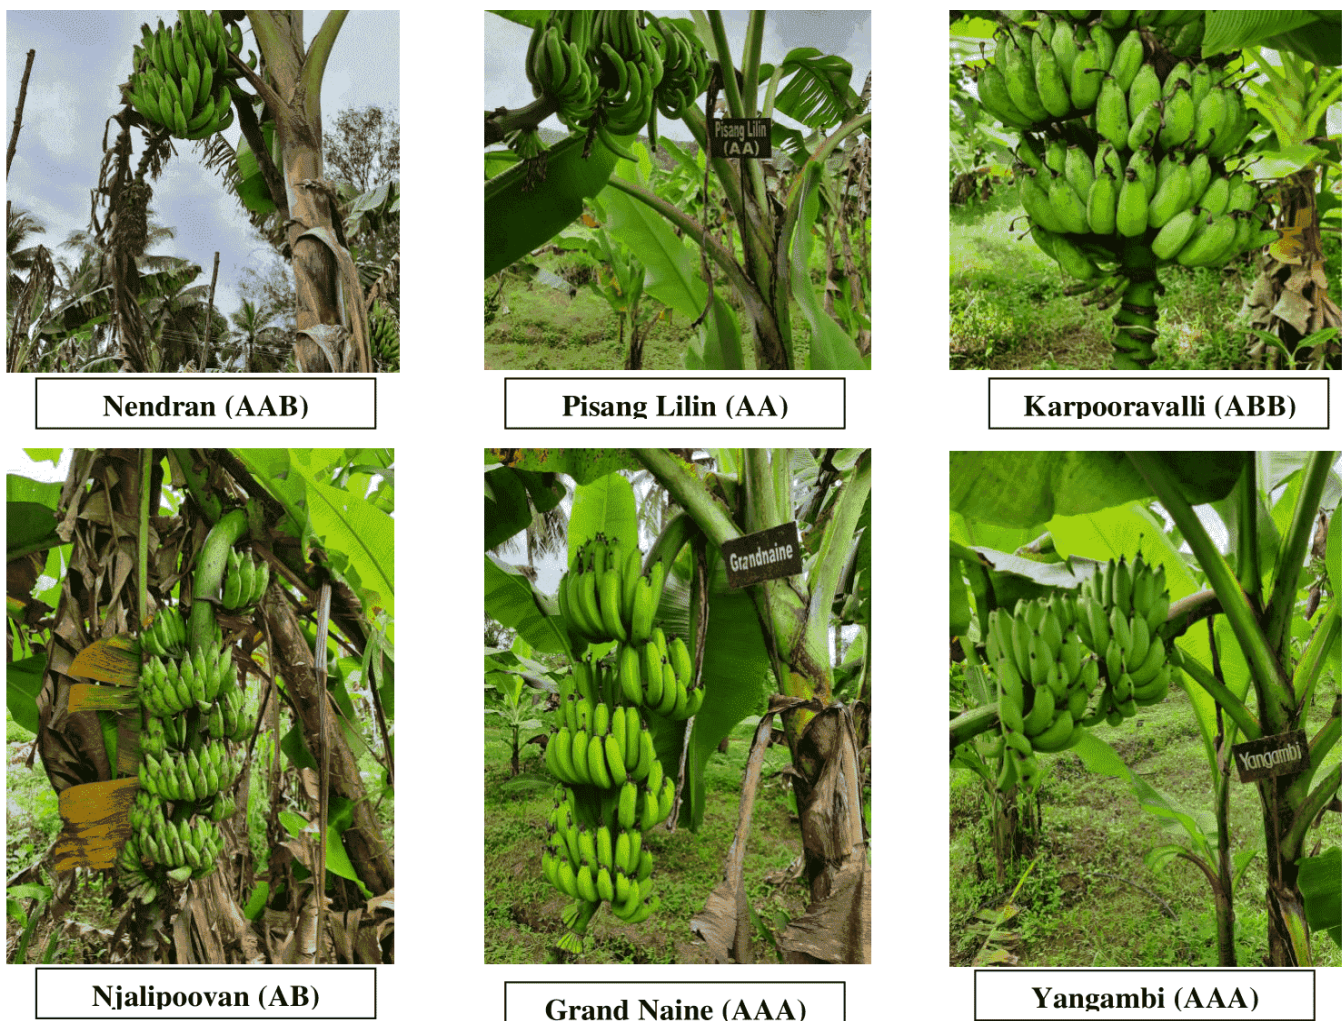 Pisang Lilin
(AA)
Nendran (AAB)
Pisang Lilin (AA)
Karpooravalli (ABB)
Grandnaine
Yangambi
Njalipoovan (AB)
Grand Naine (AAA)
Yangambi (AAA)